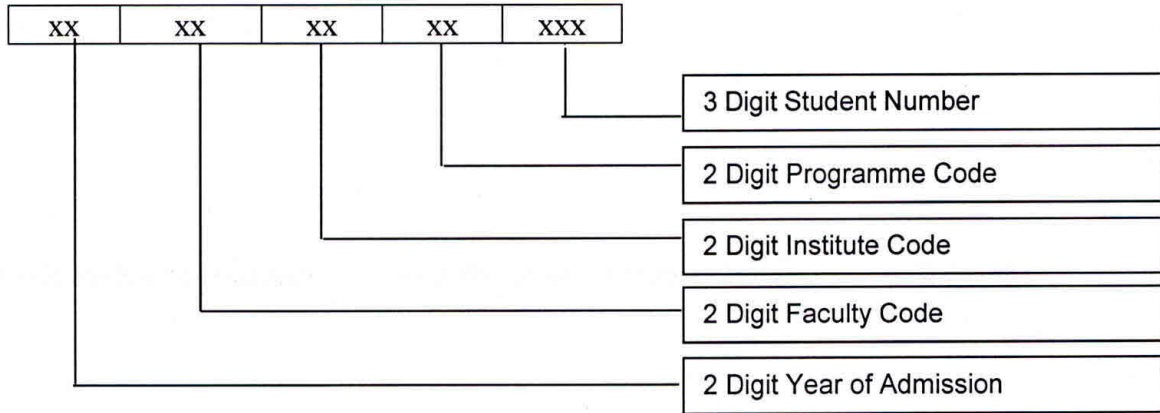 xx xx xx xx xxx
3 Digit Student Number
2 Digit Programme Code
2 Digit Institute Code
2 Digit Faculty Code
2 Digit Year of Admission